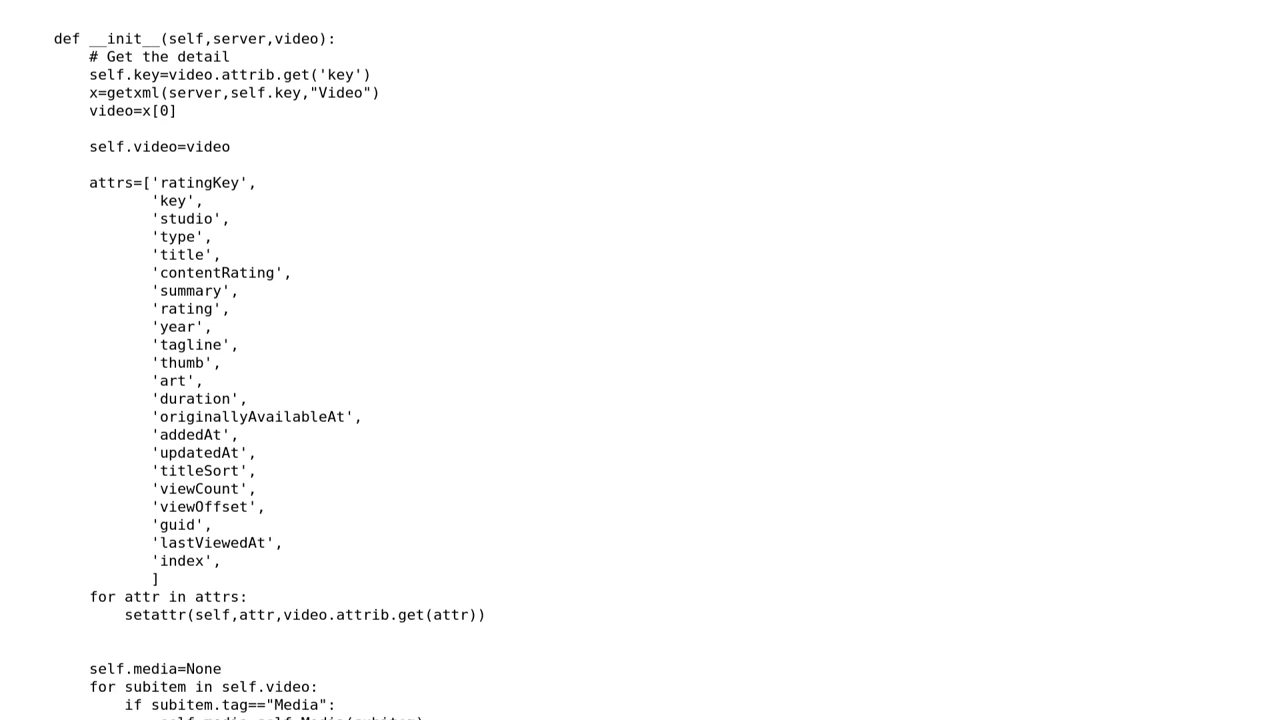 def __init__(self,server,video):
    # Get the detail
    self.key=video.attrib.get('key')
    x=getxml(server,self.key,"Video")
    video=x[0]

    self.video=video

    attrs=['ratingKey',
           'key',
           'studio',
           'type',
           'title',
           'contentRating',
           'summary',
           'rating',
           'year',
           'tagline',
           'thumb',
           'art',
           'duration',
           'originallyAvailableAt',
           'addedAt',
           'updatedAt',
           'titleSort',
           'viewCount',
           'viewOffset',
           'guid',
           'lastViewedAt',
           'index',
           ]
    for attr in attrs:
        setattr(self,attr,video.attrib.get(attr))


    self.media=None
    for subitem in self.video:
        if subitem.tag=="Media":